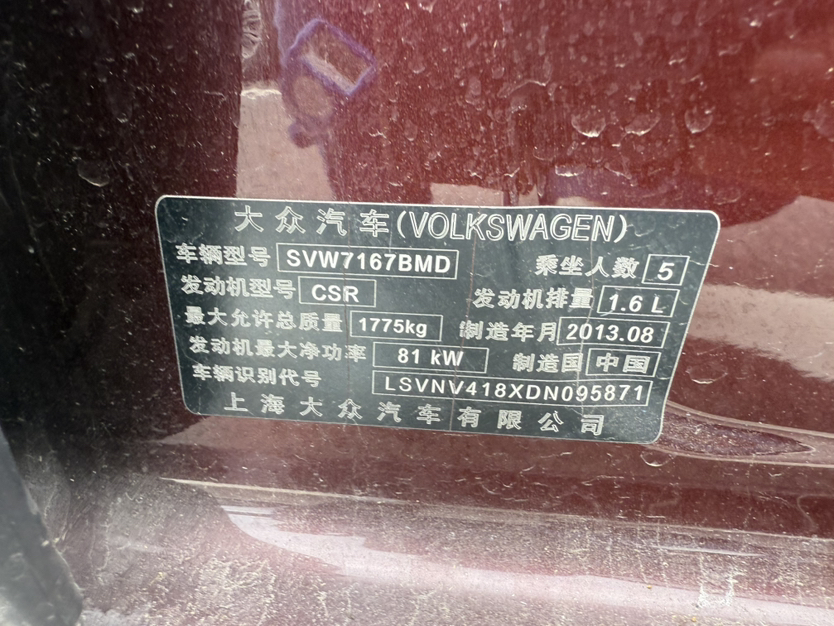 大众汽车(VOLKSWAGEN)
车辆型号 SVW7167BMD 乘坐人数 5
发动机型号 CSR 发动机排量 1.6 L
最大允许总质量 1775kg 制造年月 2013.08
发动机最大净功率 81 kW 制造国 中国
车辆识别代号 LSVNV418XDN095871
上海大众汽车有限公司